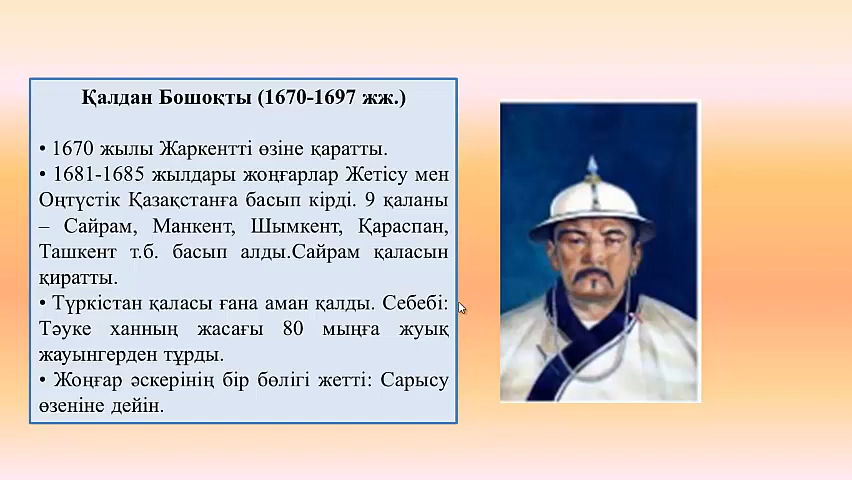 Қалдан Бошоқты (1670-1697 жж.)
• 1670 жылы Жаркентті өзіне қаратты.
• 1681-1685 жылдары жоңғарлар Жетісу мен
Оңтүстік Қазақстанға басып кірді. 9 қаланы
– Сайрам, Манкент, Шымкент, Қараспан,
Ташкент т.б. басып алды.Сайрам қаласын
қиратты.
• Түркістан қаласы ғана аман қалды. Себебі:
Тәуке ханның жасағы 80 мыңға жуық
жауынгерден тұрды.
• Жоңғар әскерінің бір бөлігі жетті: Сарысу
өзеніне дейін.